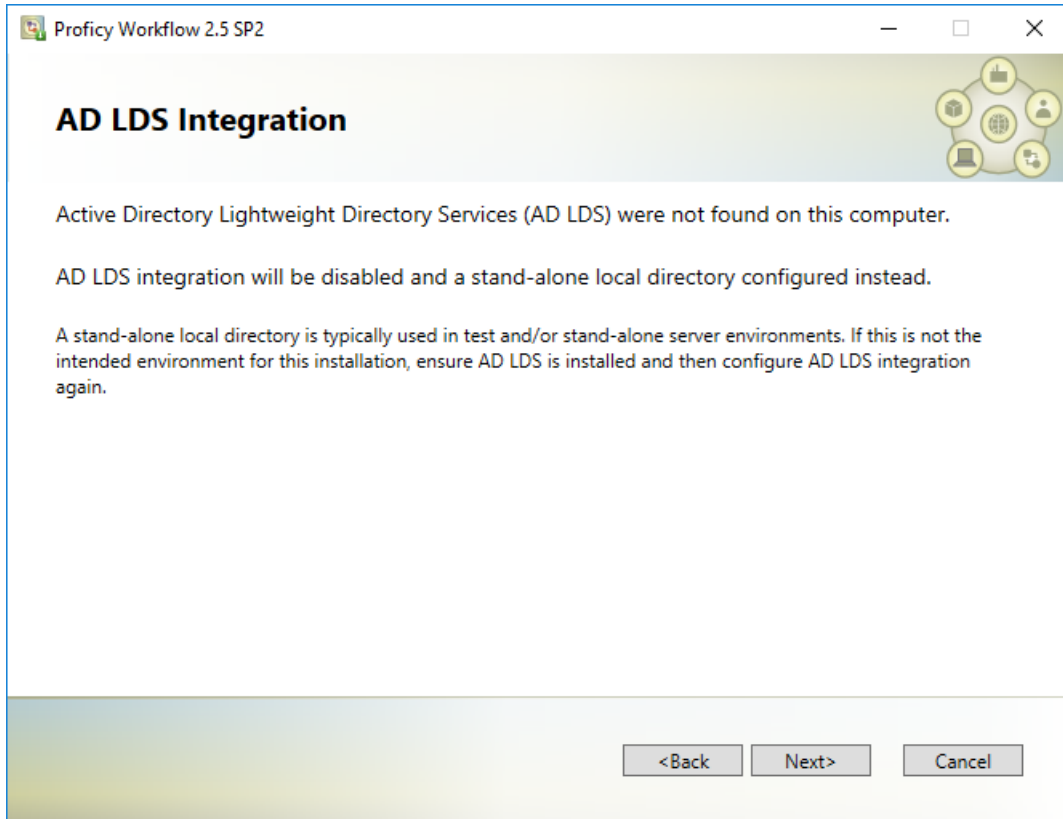 Proficy Workflow 2.5 SP2
AD LDS Integration
Active Directory Lightweight Directory Services (AD LDS) were not found on this computer.
AD LDS integration will be disabled and a stand-alone local directory configured instead.
A stand-alone local directory is typically used in test and/or stand-alone server environments. If this is not the
intended environment for this installation, ensure AD LDS is installed and then configure AD LDS integration
again.
<Back Next> Cancel